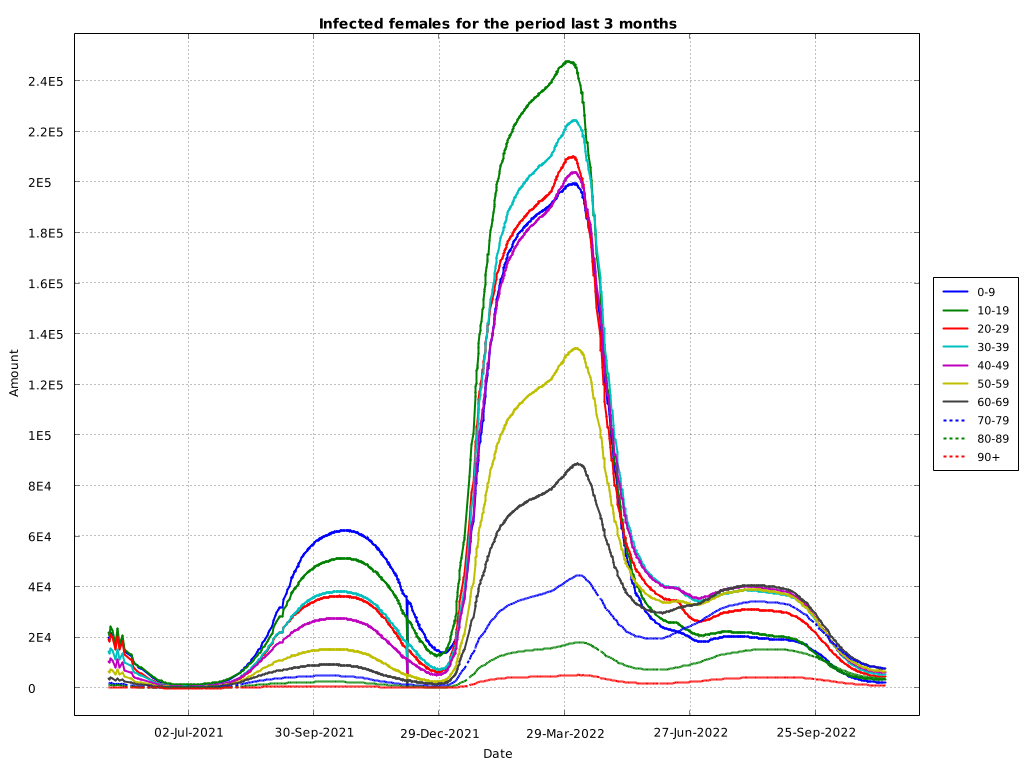 Infected females for the period last 3 months
2.4E5
2.2E5
2E5
1.8E5
1.6E5
1.4E5
1.2E5
1E5
8E4
6E4
4E4
2E4
0
Amount
02-Jul-2021
30-Sep-2021
29-Dec-2021
29-Mar-2022
27-Jun-2022
25-Sep-2022
Date
0-9
10-19
20-29
30-39
40-49
50-59
60-69
70-79
80-89
90+